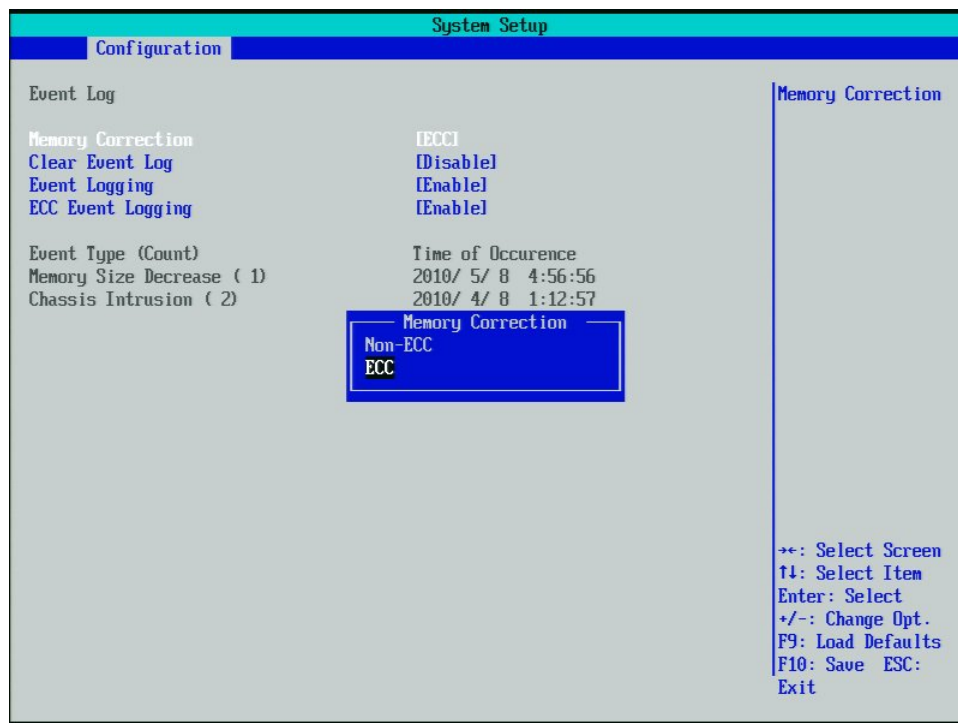 System Setup
Configuration
Event Log
Memory Correction
Memory Correction [ECC]
Clear Event Log [Disable]
Event Logging [Enable]
ECC Event Logging [Enable]
Event Type (Count) Time of Occurence
Memory Size Decrease ( 1) 2010/ 5/ 8 4:56:56
Chassis Intrusion ( 2) 2010/ 4/ 8 1:12:57
Memory Correction
Non-ECC
ECC
→←: Select Screen
↑↓: Select Item
Enter: Select
+/-: Change Opt.
F9: Load Defaults
F10: Save ESC:
Exit